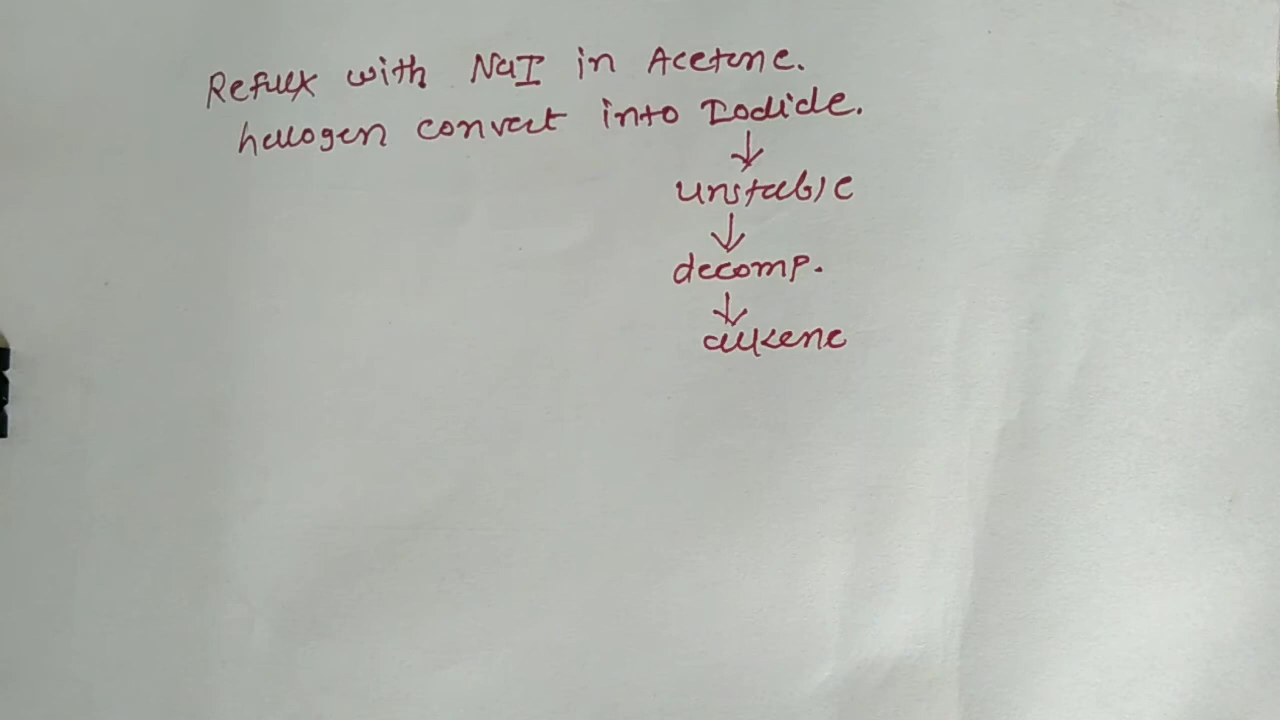 Reflux with NaI in Acetone.
hallogen convert into Iodide.
↓
unstable
↓
decomp.
↓
alkene